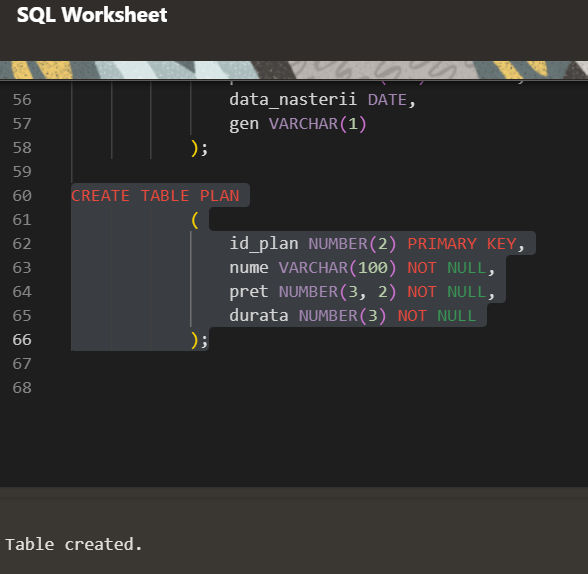 SQL Worksheet
56 data_nasterii DATE,
57 gen VARCHAR(1)
58 );
59
60 CREATE TABLE PLAN
61 (
62 id_plan NUMBER(2) PRIMARY KEY,
63 nume VARCHAR(100) NOT NULL,
64 pret NUMBER(3, 2) NOT NULL,
65 durata NUMBER(3) NOT NULL
66 );
67
68
Table created.